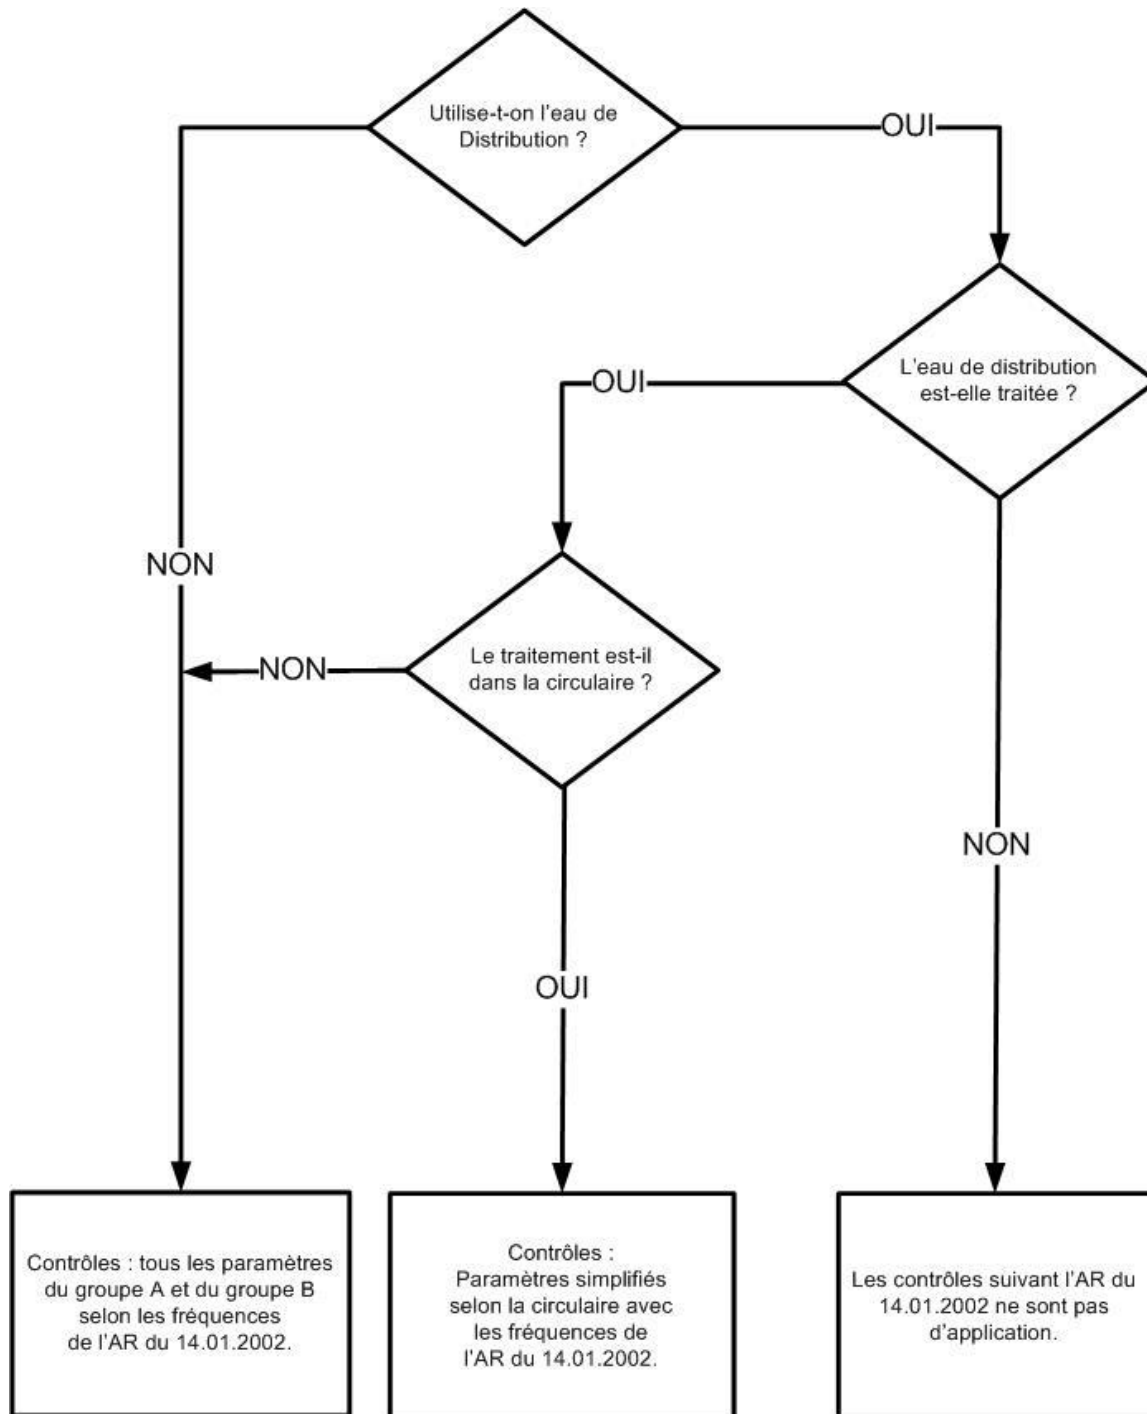 Utilise-t-on l'eau de
Distribution ?
OUI
L'eau de distribution
est-elle traitée ?
OUI
NON
Le traitement est-il
dans la circulaire ?
NON
NON
OUI
Contrôles : tous les paramètres
du groupe A et du groupe B
selon les fréquences
de l'AR du 14.01.2002.
Contrôles :
Paramètres simplifiés
selon la circulaire avec
les fréquences de
l'AR du 14.01.2002.
Les contrôles suivant l'AR du
14.01.2002 ne sont pas
d'application.